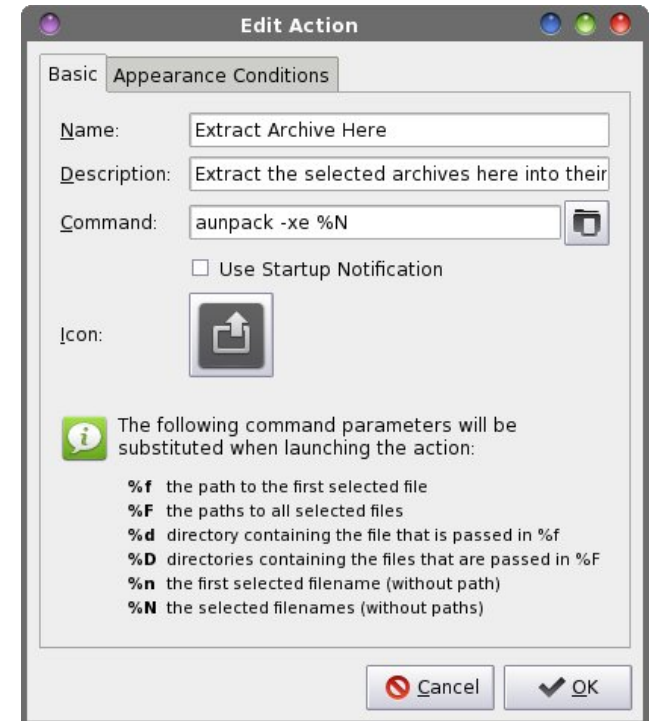 Edit Action
Basic
Appearance Conditions
Name:
Extract Archive Here
Description:
Extract the selected archives here into their
Command:
aunpack -xe %N
Use Startup Notification
Icon:
The following command parameters will be
substituted when launching the action:
%f the path to the first selected file
%F the paths to all selected files
%d directory containing the file that is passed in %f
%D directories containing the files that are passed in %F
%n the first selected filename (without path)
%N the selected filenames (without paths)
Cancel
OK